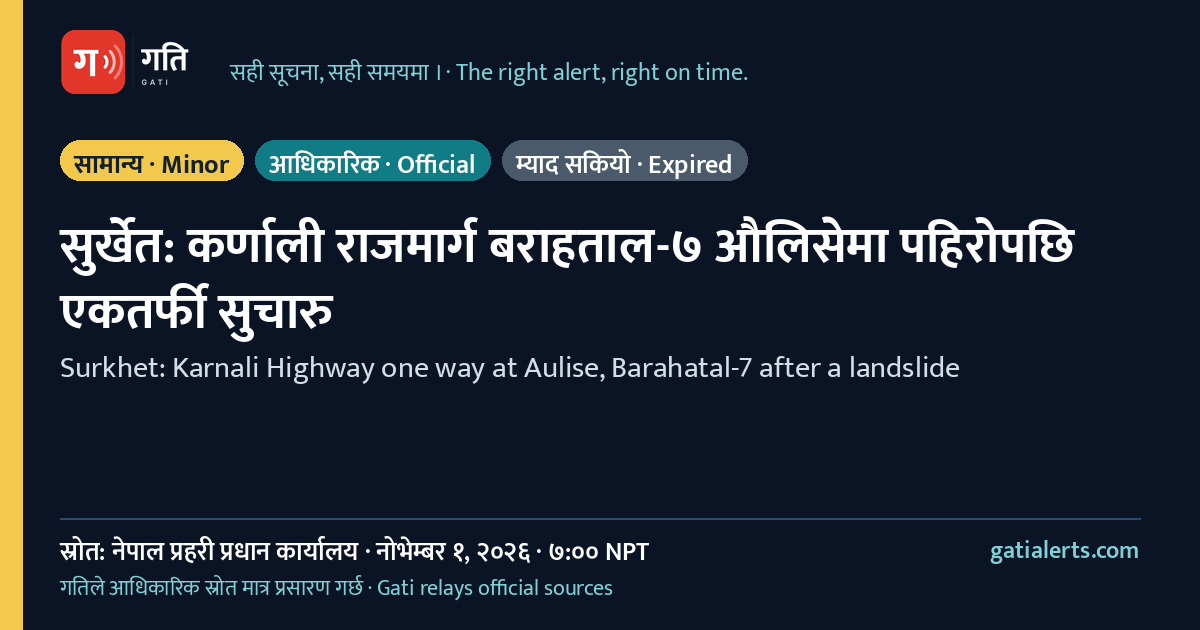 ग गति
GATI
सही सूचना, सही समयमा । · The right alert, right on time.
सामान्य · Minor
आधिकारिक · Official
म्याद सकियो · Expired
सुर्खेत: कर्णाली राजमार्ग बराहताल-७ औलिसेमा पहिरोपछि
एकतर्फी सुचारु
Surkhet: Karnali Highway one way at Aulise, Barahatal-7 after a landslide
स्रोत: नेपाल प्रहरी प्रधान कार्यालय · नोभेम्बर १, २०२६ · ७:०० NPT
gatialerts.com
गतिले आधिकारिक स्रोत मात्र प्रसारण गर्छ · Gati relays official sources